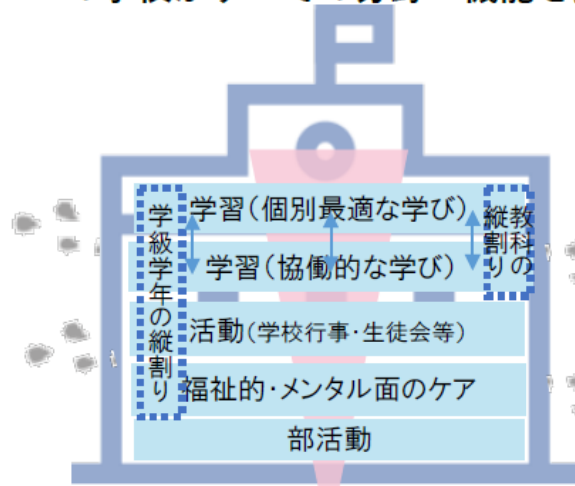 学級学年の縦割り
学習(個別最適な学び)
学習(協働的な学び)
教科の
縦割り
活動(学校行事・生徒会等)
福祉的・メンタル面のケア
部活動